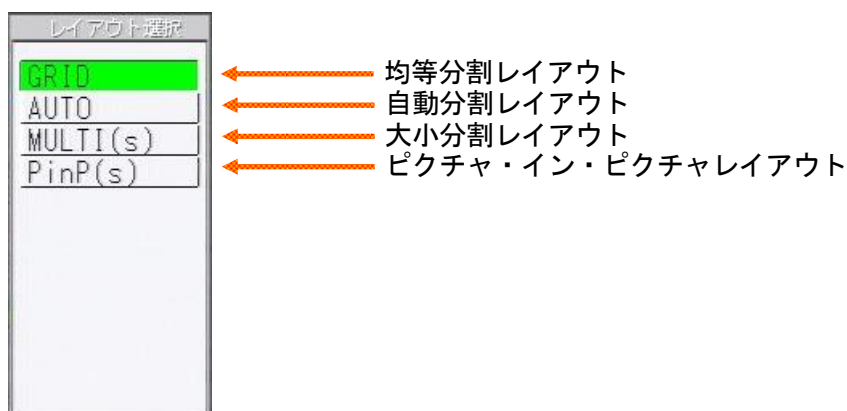 レイアウト選択
GRID 均等分割レイアウト
AUTO 自動分割レイアウト
MULTI(s) 大小分割レイアウト
PinP(s) ピクチャ・イン・ピクチャレイアウト